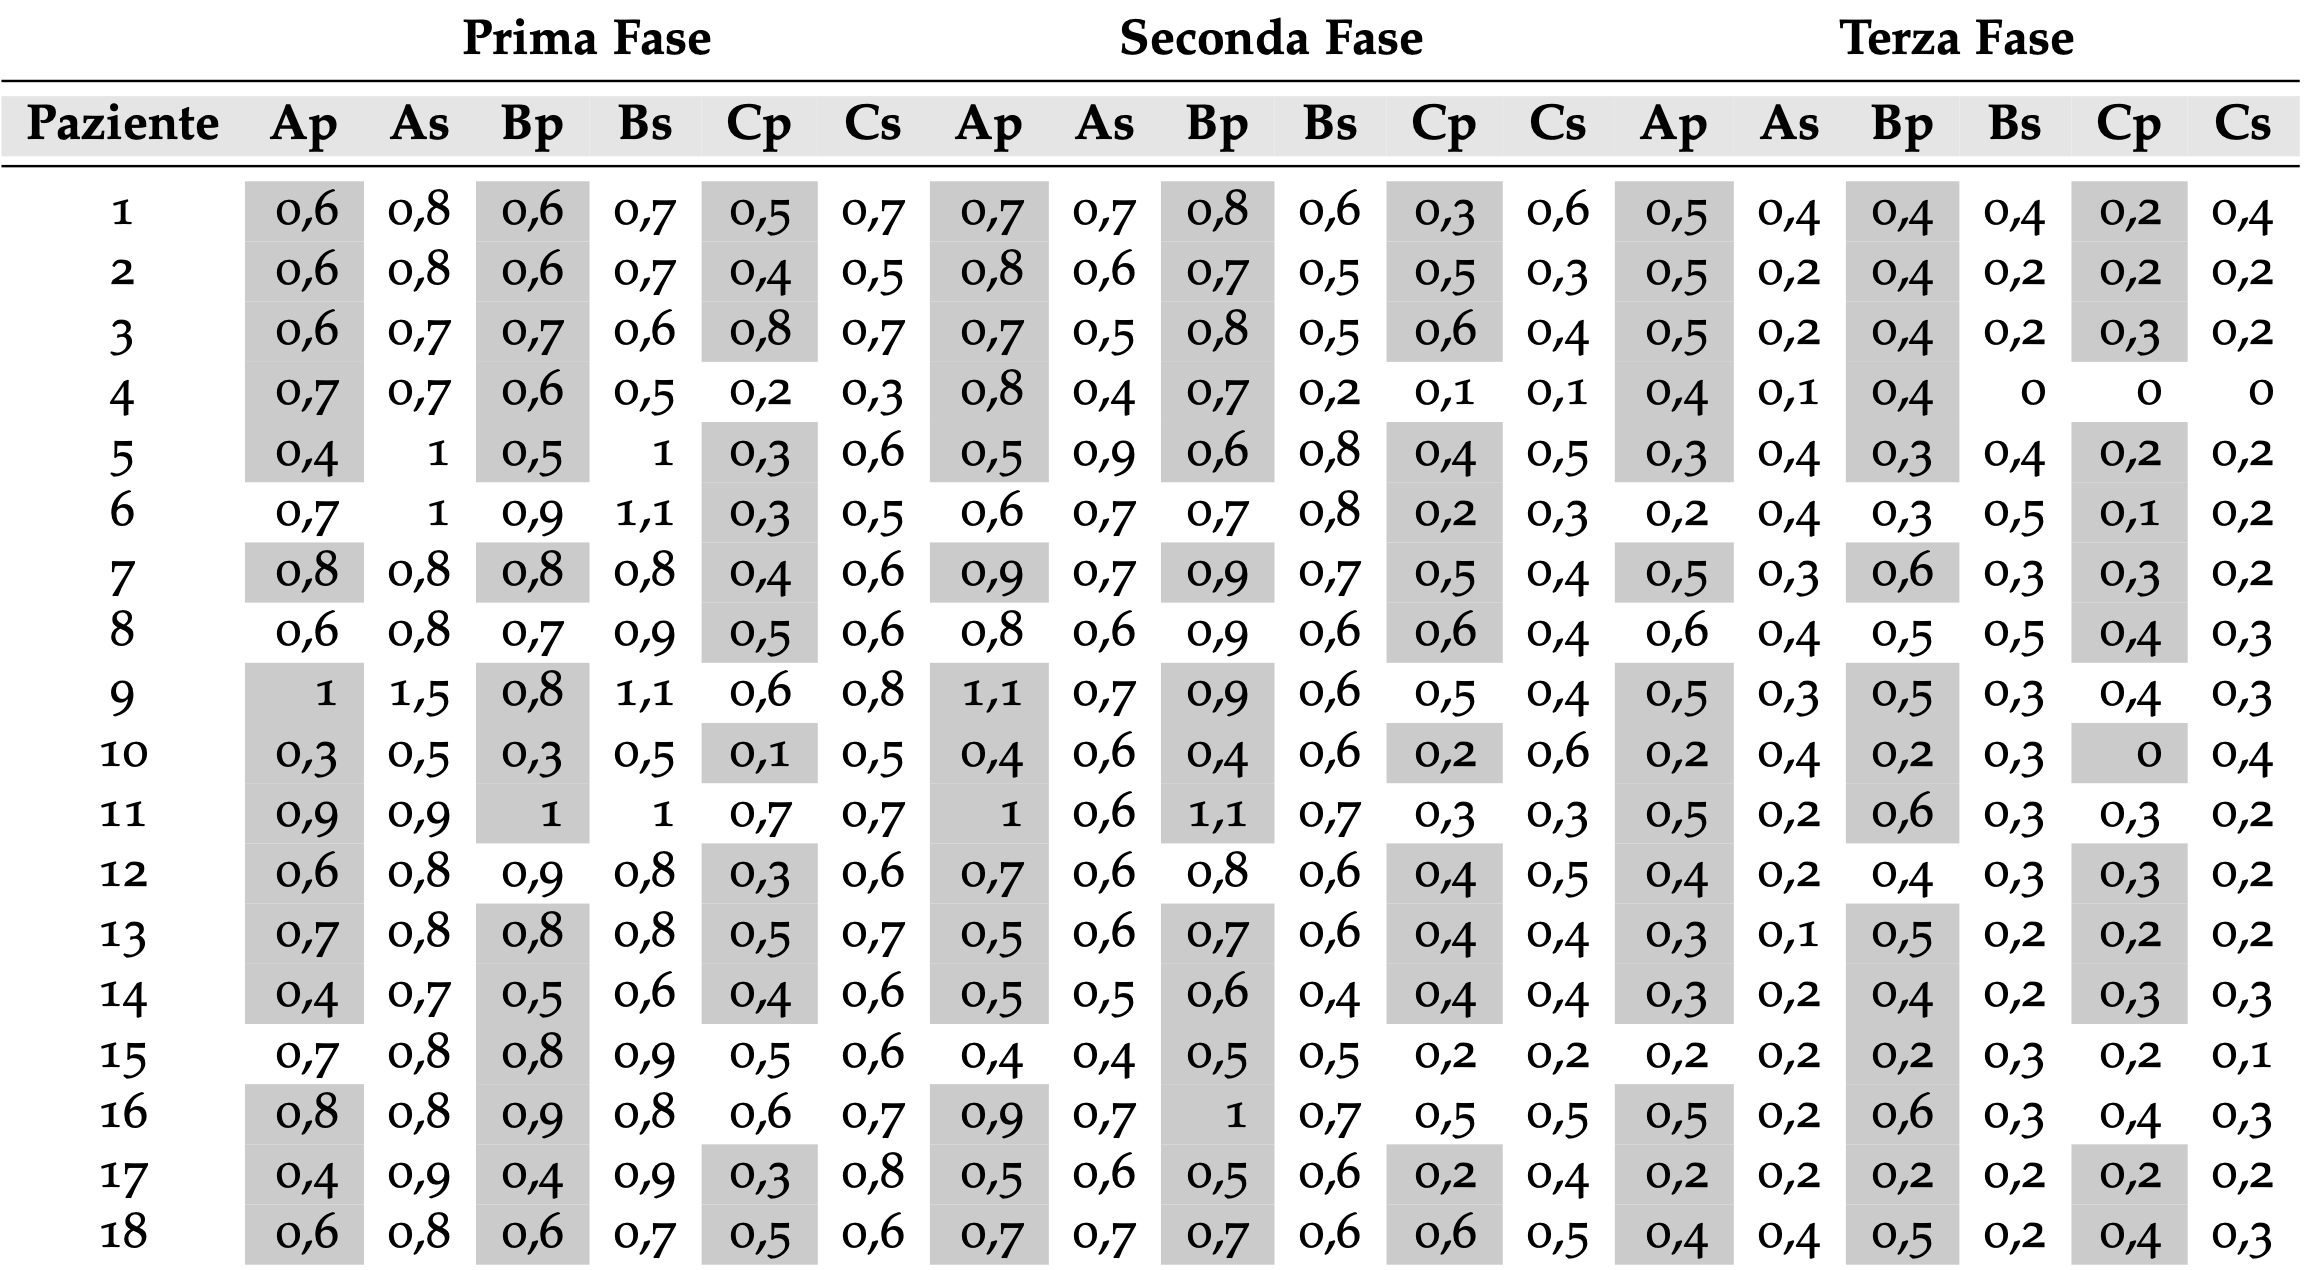 Prima Fase Seconda Fase Terza Fase
Paziente Ap As Bp Bs Cp Cs Ap As Bp Bs Cp Cs Ap As Bp Bs Cp Cs
1 0,6 0,8 0,6 0,7 0,5 0,7 0,7 0,7 0,8 0,6 0,3 0,6 0,5 0,4 0,4 0,4 0,2 0,4
2 0,6 0,8 0,6 0,7 0,4 0,5 0,8 0,6 0,7 0,5 0,5 0,3 0,5 0,2 0,4 0,2 0,2 0,2
3 0,6 0,7 0,7 0,6 0,8 0,7 0,7 0,5 0,8 0,5 0,6 0,4 0,5 0,2 0,4 0,2 0,3 0,2
4 0,7 0,7 0,6 0,5 0,2 0,3 0,8 0,4 0,7 0,2 0,1 0,1 0,4 0,1 0,4 0 0 0
5 0,4 1 0,5 1 0,3 0,6 0,5 0,9 0,6 0,8 0,4 0,5 0,3 0,4 0,3 0,4 0,2 0,2
6 0,7 1 0,9 1,1 0,3 0,5 0,6 0,7 0,7 0,8 0,2 0,3 0,2 0,4 0,3 0,5 0,1 0,2
7 0,8 0,8 0,8 0,8 0,4 0,6 0,9 0,7 0,9 0,7 0,5 0,4 0,5 0,3 0,6 0,3 0,3 0,2
8 0,6 0,8 0,7 0,9 0,5 0,6 0,8 0,6 0,9 0,6 0,6 0,4 0,6 0,4 0,5 0,5 0,4 0,3
9 1 1,5 0,8 1,1 0,6 0,8 1,1 0,7 0,9 0,6 0,5 0,4 0,5 0,3 0,5 0,3 0,4 0,3
10 0,3 0,5 0,3 0,5 0,1 0,5 0,4 0,6 0,4 0,6 0,2 0,6 0,2 0,4 0,2 0,3 0 0,4
11 0,9 0,9 1 1 0,7 0,7 1 0,6 1,1 0,7 0,3 0,3 0,5 0,2 0,6 0,3 0,3 0,2
12 0,6 0,8 0,9 0,8 0,3 0,6 0,7 0,6 0,8 0,6 0,4 0,5 0,4 0,2 0,4 0,3 0,3 0,2
13 0,7 0,8 0,8 0,8 0,5 0,7 0,5 0,6 0,7 0,6 0,4 0,4 0,3 0,1 0,5 0,2 0,2 0,2
14 0,4 0,7 0,5 0,6 0,4 0,6 0,5 0,5 0,6 0,4 0,4 0,4 0,3 0,2 0,4 0,2 0,3 0,3
15 0,7 0,8 0,8 0,9 0,5 0,6 0,4 0,4 0,5 0,5 0,2 0,2 0,2 0,2 0,2 0,3 0,2 0,1
16 0,8 0,8 0,9 0,8 0,6 0,7 0,9 0,7 1 0,7 0,5 0,5 0,5 0,2 0,6 0,3 0,4 0,3
17 0,4 0,9 0,4 0,9 0,3 0,8 0,5 0,6 0,5 0,6 0,2 0,4 0,2 0,2 0,2 0,2 0,2 0,2
18 0,6 0,8 0,6 0,7 0,5 0,6 0,7 0,7 0,7 0,6 0,6 0,5 0,4 0,4 0,5 0,2 0,4 0,3